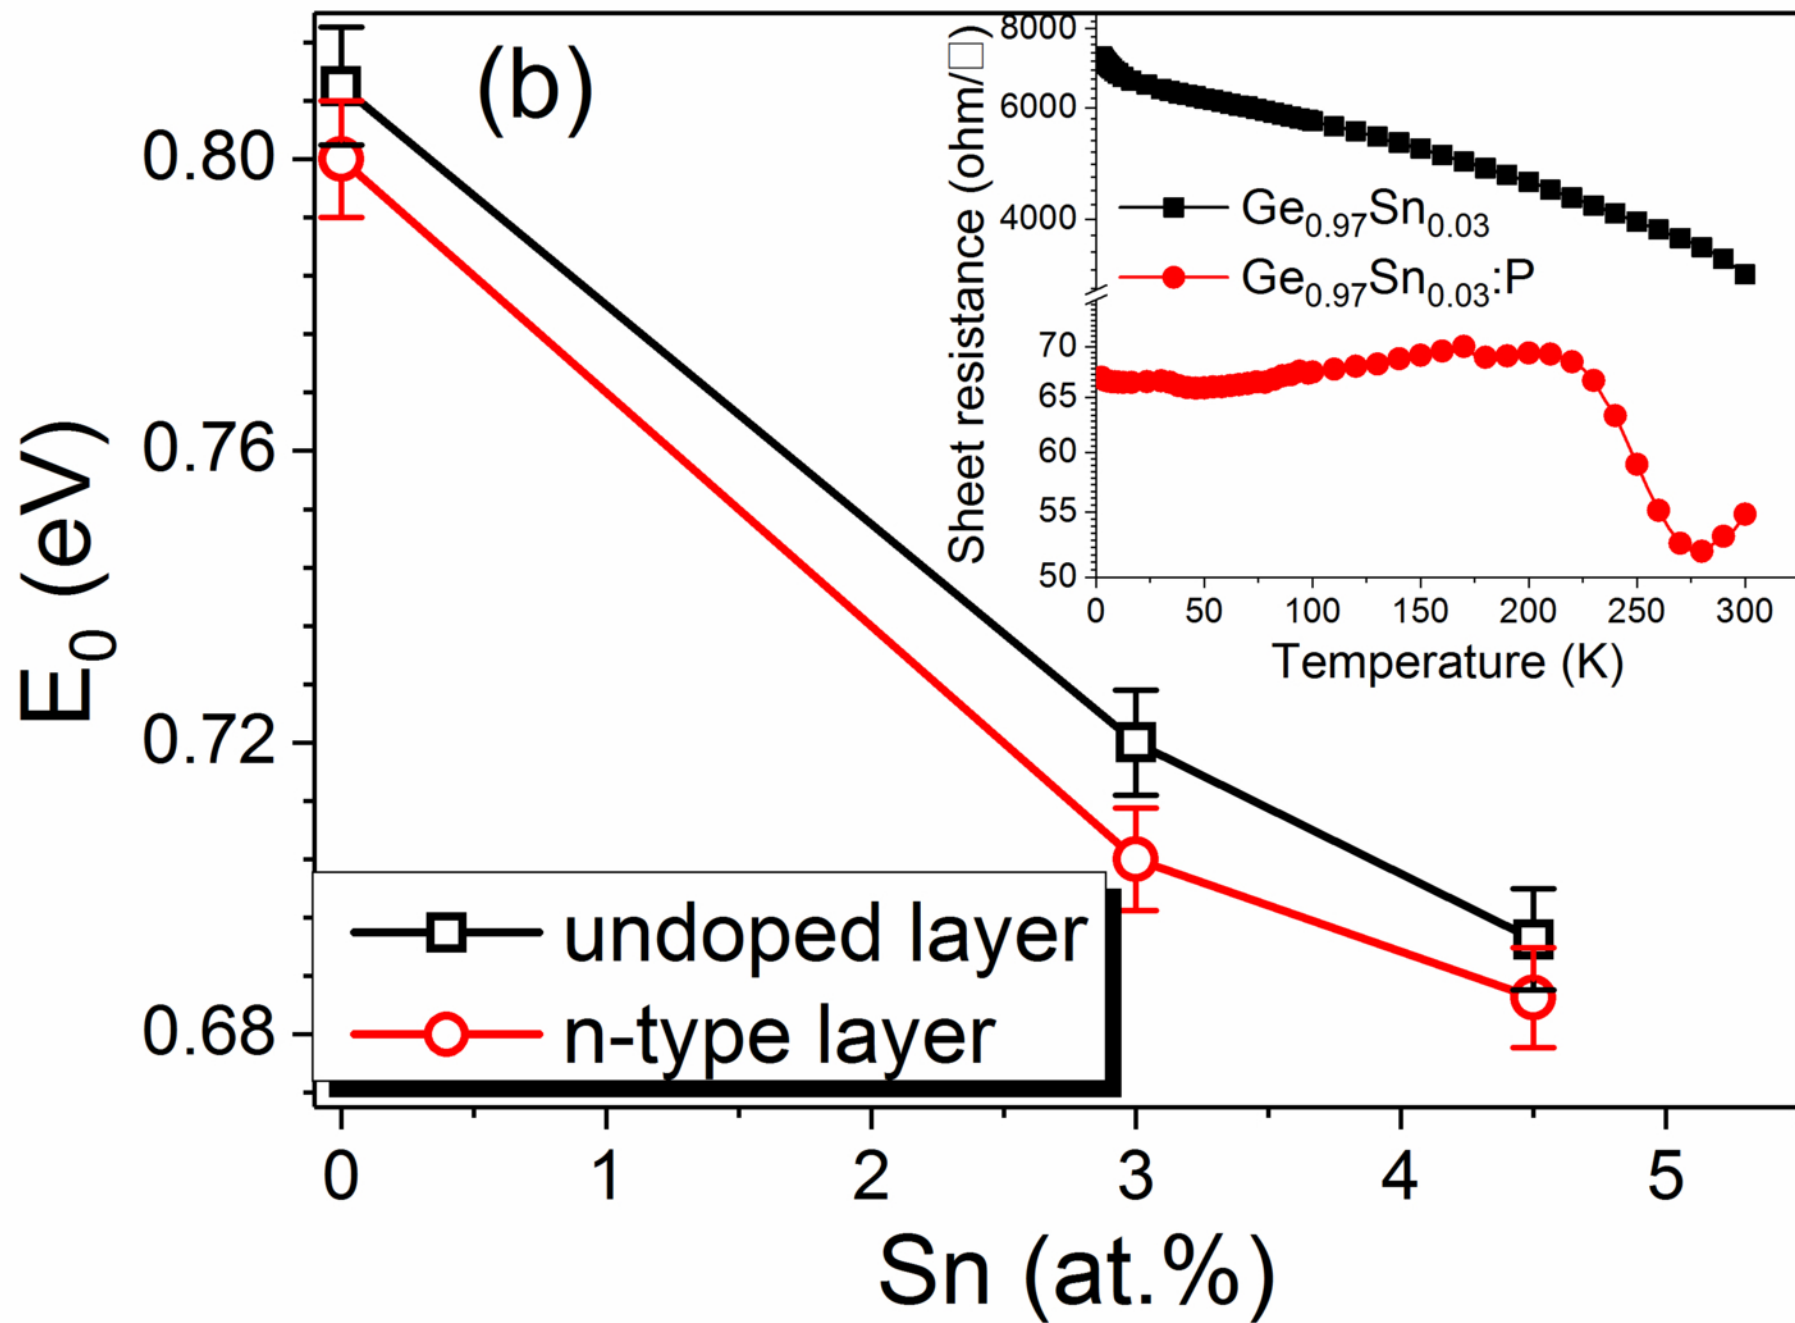 (b)
E₀ (eV)
0.80
0.76
0.72
0.68
0 1 2 3 4 5
Sn (at.%)
undoped layer
n-type layer
Sheet resistance (ohm/□)
8000
6000
4000
70
65
60
55
50
0 50 100 150 200 250 300
Temperature (K)
Ge₀.₉₇Sn₀.₀₃
Ge₀.₉₇Sn₀.₀₃:P